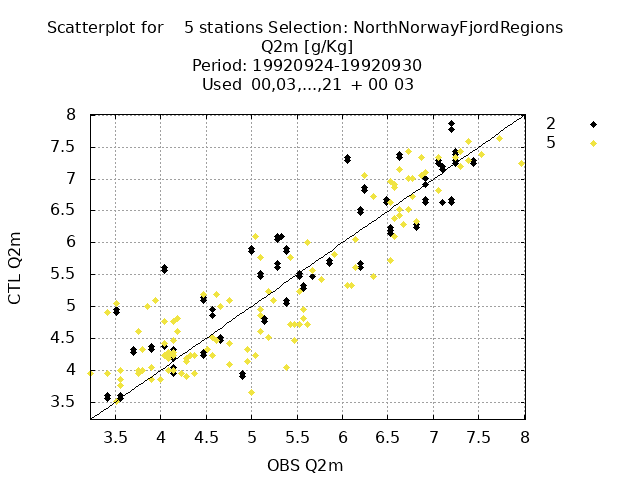 Scatterplot for 5 stations Selection: NorthNorwayFjordRegions
Q2m [g/Kg]
Period: 19920924-19920930
Used 00,03,...,21 + 00 03
2
5
8
7.5
7
6.5
6
5.5
5
4.5
4
3.5
CTL Q2m
3.5 4 4.5 5 5.5 6 6.5 7 7.5 8
OBS Q2m